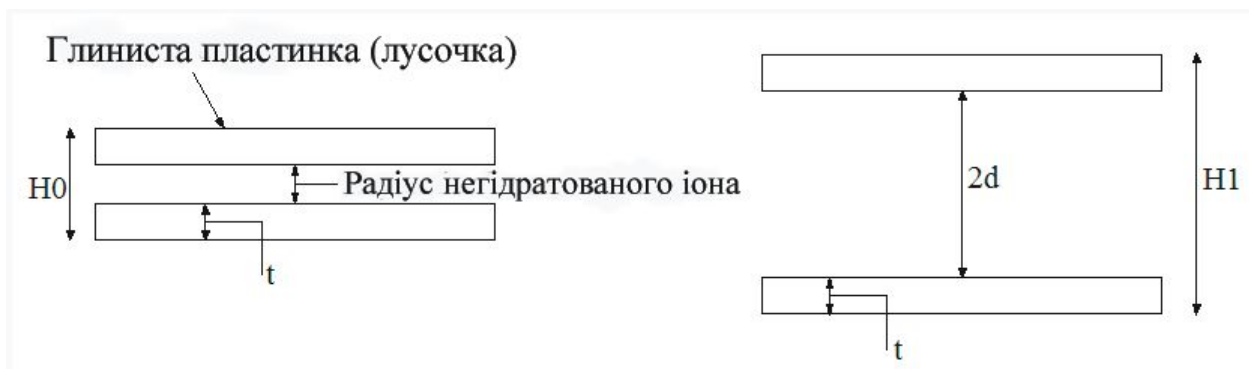 Глиниста пластинка (лусочка)
H0
Радіус негідратованого іона
t
2d
H1
t